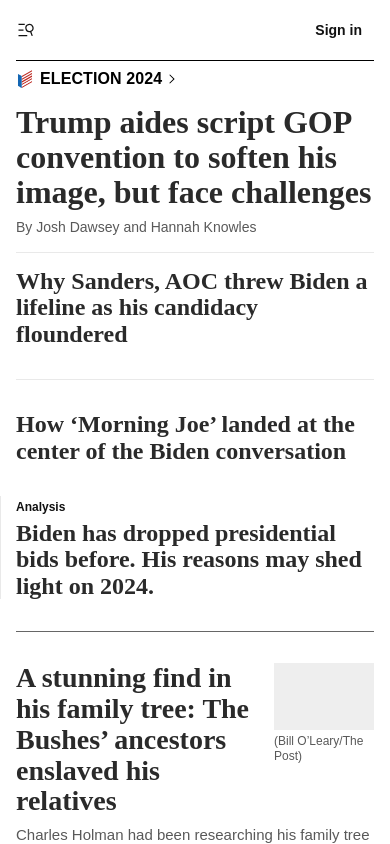 Sign in
ELECTION 2024
Trump aides script GOP
convention to soften his
image, but face challenges
By Josh Dawsey and Hannah Knowles
Why Sanders, AOC threw Biden a
lifeline as his candidacy
floundered
How ‘Morning Joe’ landed at the
center of the Biden conversation
Analysis
Biden has dropped presidential
bids before. His reasons may shed
light on 2024.
A stunning find in
his family tree: The
Bushes’ ancestors
enslaved his
relatives
(Bill O’Leary/The
Post)
Charles Holman had been researching his family tree